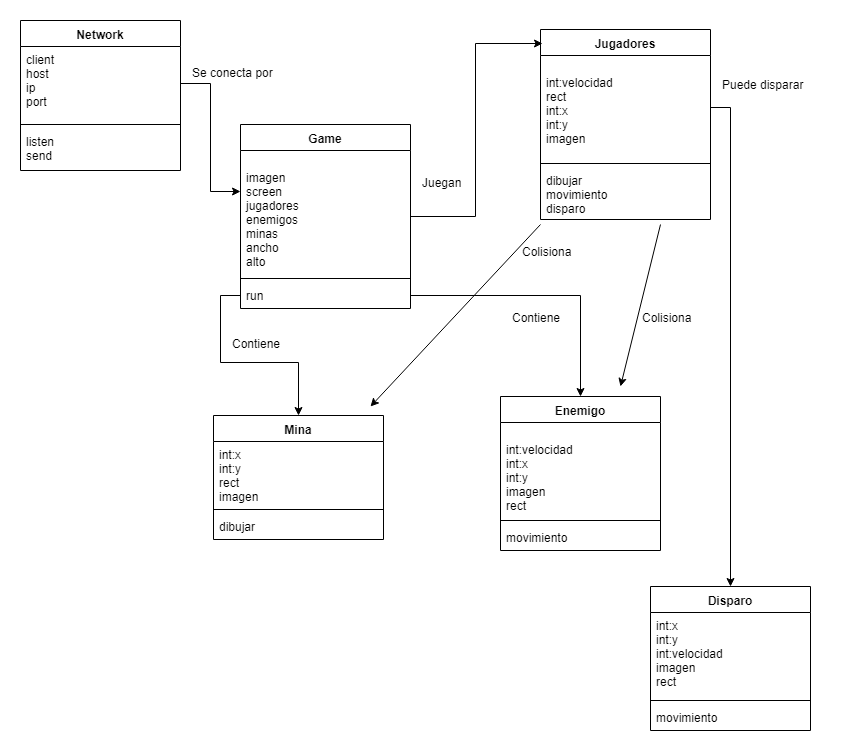 Network
client
host
ip
port
listen
send
Se conecta por
Game
imagen
screen
jugadores
enemigos
minas
ancho
alto
run
Juegan
Jugadores
int:velocidad
rect
int:x
int:y
imagen
dibujar
movimiento
disparo
Puede disparar
Colisiona
Contiene
Colisiona
Contiene
Mina
int:x
int:y
rect
imagen
dibujar
Enemigo
int:velocidad
int:x
int:y
imagen
rect
movimiento
Disparo
int:x
int:y
int:velocidad
imagen
rect
movimiento